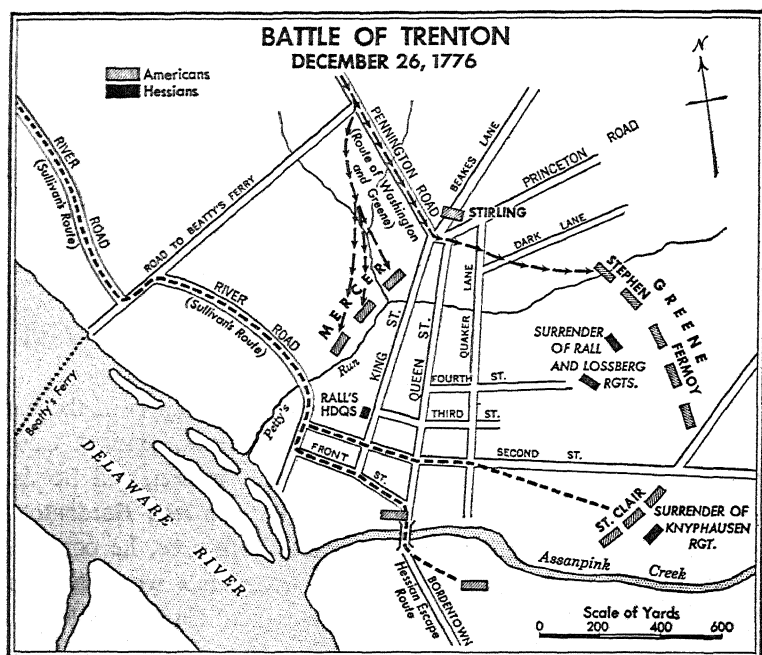 BATTLE OF TRENTON
DECEMBER 26, 1776
Americans
Hessians
N
RIVER ROAD
(Sullivan's Route)
ROAD TO BEATTY'S FERRY
PENNINGTON ROAD
(Route of Washington
and Greene)
BEAKES LANE
PRINCETON ROAD
STIRLING
DARK LANE
QUAKER LANE
STEPHEN
GREENE
FERMOY
MERCER
RIVER ROAD
(Sullivan's Route)
KING ST.
QUEEN ST.
SURRENDER
OF RALL
AND LOSSBERG
RGTS.
Petty's Run
RALL'S
HDQS
FOURTH ST.
THIRD ST.
SECOND ST.
FRONT ST.
Beatty's Ferry
DELAWARE
RIVER
ST. CLAIR
SURRENDER OF
KNYPHAUSEN
RGT.
Assanpink Creek
BORDENTOWN
Hessian Escape
Route
Scale of Yards
0 200 400 600